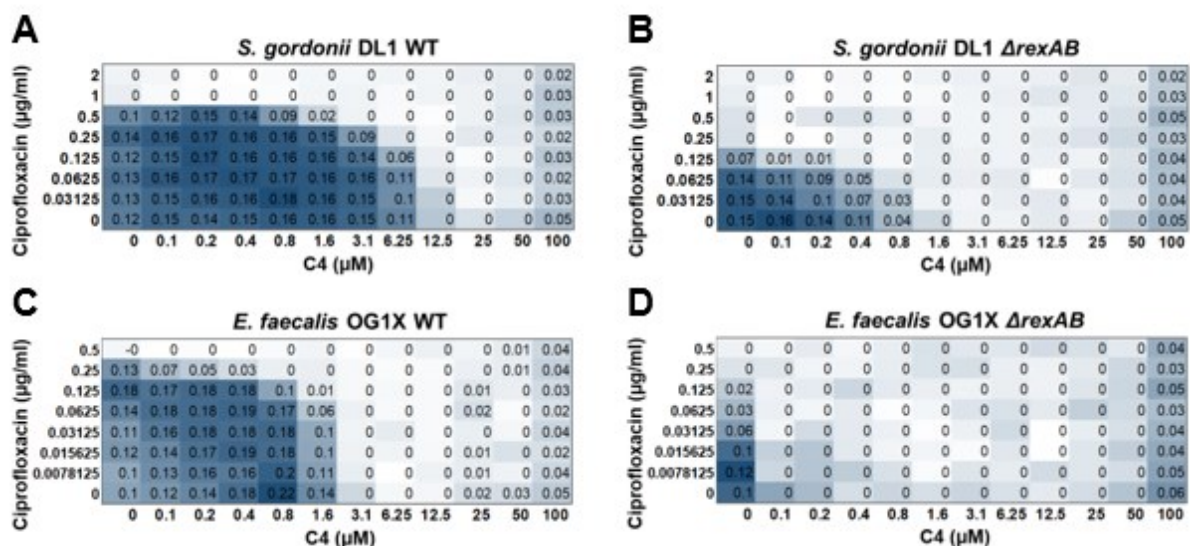 A
S. gordonii DL1 WT
Ciprofloxacin (µg/ml)
2 0 0 0 0 0 0 0 0 0 0 0 0.02
1 0 0 0 0 0 0 0 0 0 0 0 0.03
0.5 0.1 0.12 0.15 0.14 0.09 0.02 0 0 0 0 0 0.03
0.25 0.14 0.16 0.17 0.16 0.16 0.15 0.09 0 0 0 0 0.02
0.125 0.12 0.15 0.17 0.16 0.16 0.16 0.14 0.06 0 0 0 0.03
0.0625 0.13 0.16 0.17 0.17 0.17 0.16 0.16 0.11 0 0 0 0.02
0.03125 0.13 0.15 0.16 0.16 0.18 0.16 0.15 0.1 0 0 0 0.03
0 0.12 0.15 0.14 0.15 0.16 0.16 0.15 0.11 0 0 0 0.05
0 0.1 0.2 0.4 0.8 1.6 3.1 6.25 12.5 25 50 100
C4 (µM)
B
S. gordonii DL1 ΔrexAB
Ciprofloxacin (µg/ml)
2 0 0 0 0 0 0 0 0 0 0 0 0.02
1 0 0 0 0 0 0 0 0 0 0 0 0.03
0.5 0 0 0 0 0 0 0 0 0 0 0 0.05
0.25 0 0 0 0 0 0 0 0 0 0 0 0.03
0.125 0.07 0.01 0.01 0 0 0 0 0 0 0 0 0.04
0.0625 0.14 0.11 0.09 0.05 0 0 0 0 0 0 0 0.04
0.03125 0.15 0.14 0.1 0.07 0.03 0 0 0 0 0 0 0.04
0 0.15 0.16 0.14 0.11 0.04 0 0 0 0 0 0 0.05
0 0.1 0.2 0.4 0.8 1.6 3.1 6.25 12.5 25 50 100
C4 (µM)
C
E. faecalis OG1X WT
Ciprofloxacin (µg/ml)
0.5 -0 0 0 0 0 0 0 0 0 0 0.01 0.04
0.25 0.13 0.07 0.05 0.03 0 0 0 0 0 0 0.01 0.04
0.125 0.18 0.17 0.18 0.18 0.1 0.01 0 0 0 0.01 0 0.03
0.0625 0.14 0.18 0.18 0.19 0.17 0.06 0 0 0 0.02 0 0.02
0.03125 0.11 0.16 0.18 0.18 0.18 0.1 0 0 0 0 0 0.04
0.015625 0.12 0.14 0.17 0.19 0.18 0.1 0 0 0 0.01 0 0.02
0.0078125 0.1 0.13 0.16 0.16 0.2 0.11 0 0 0 0.01 0 0.04
0 0.1 0.12 0.14 0.18 0.22 0.14 0 0 0 0.02 0.03 0.05
0 0.1 0.2 0.4 0.8 1.6 3.1 6.25 12.5 25 50 100
C4 (µM)
D
E. faecalis OG1X ΔrexAB
Ciprofloxacin (µg/ml)
0.5 0 0 0 0 0 0 0 0 0 0 0 0.04
0.25 0 0 0 0 0 0 0 0 0 0 0 0.03
0.125 0.02 0 0 0 0 0 0 0 0 0 0 0.05
0.0625 0.03 0 0 0 0 0 0 0 0 0 0 0.03
0.03125 0.06 0 0 0 0 0 0 0 0 0 0 0.03
0.015625 0.1 0 0 0 0 0 0 0 0 0 0 0.04
0.0078125 0.12 0 0 0 0 0 0 0 0 0 0 0.04
0 0.1 0 0 0 0 0 0 0 0 0 0 0.06
0 0.1 0.2 0.4 0.8 1.6 3.1 6.25 12.5 25 50 100
C4 (µM)